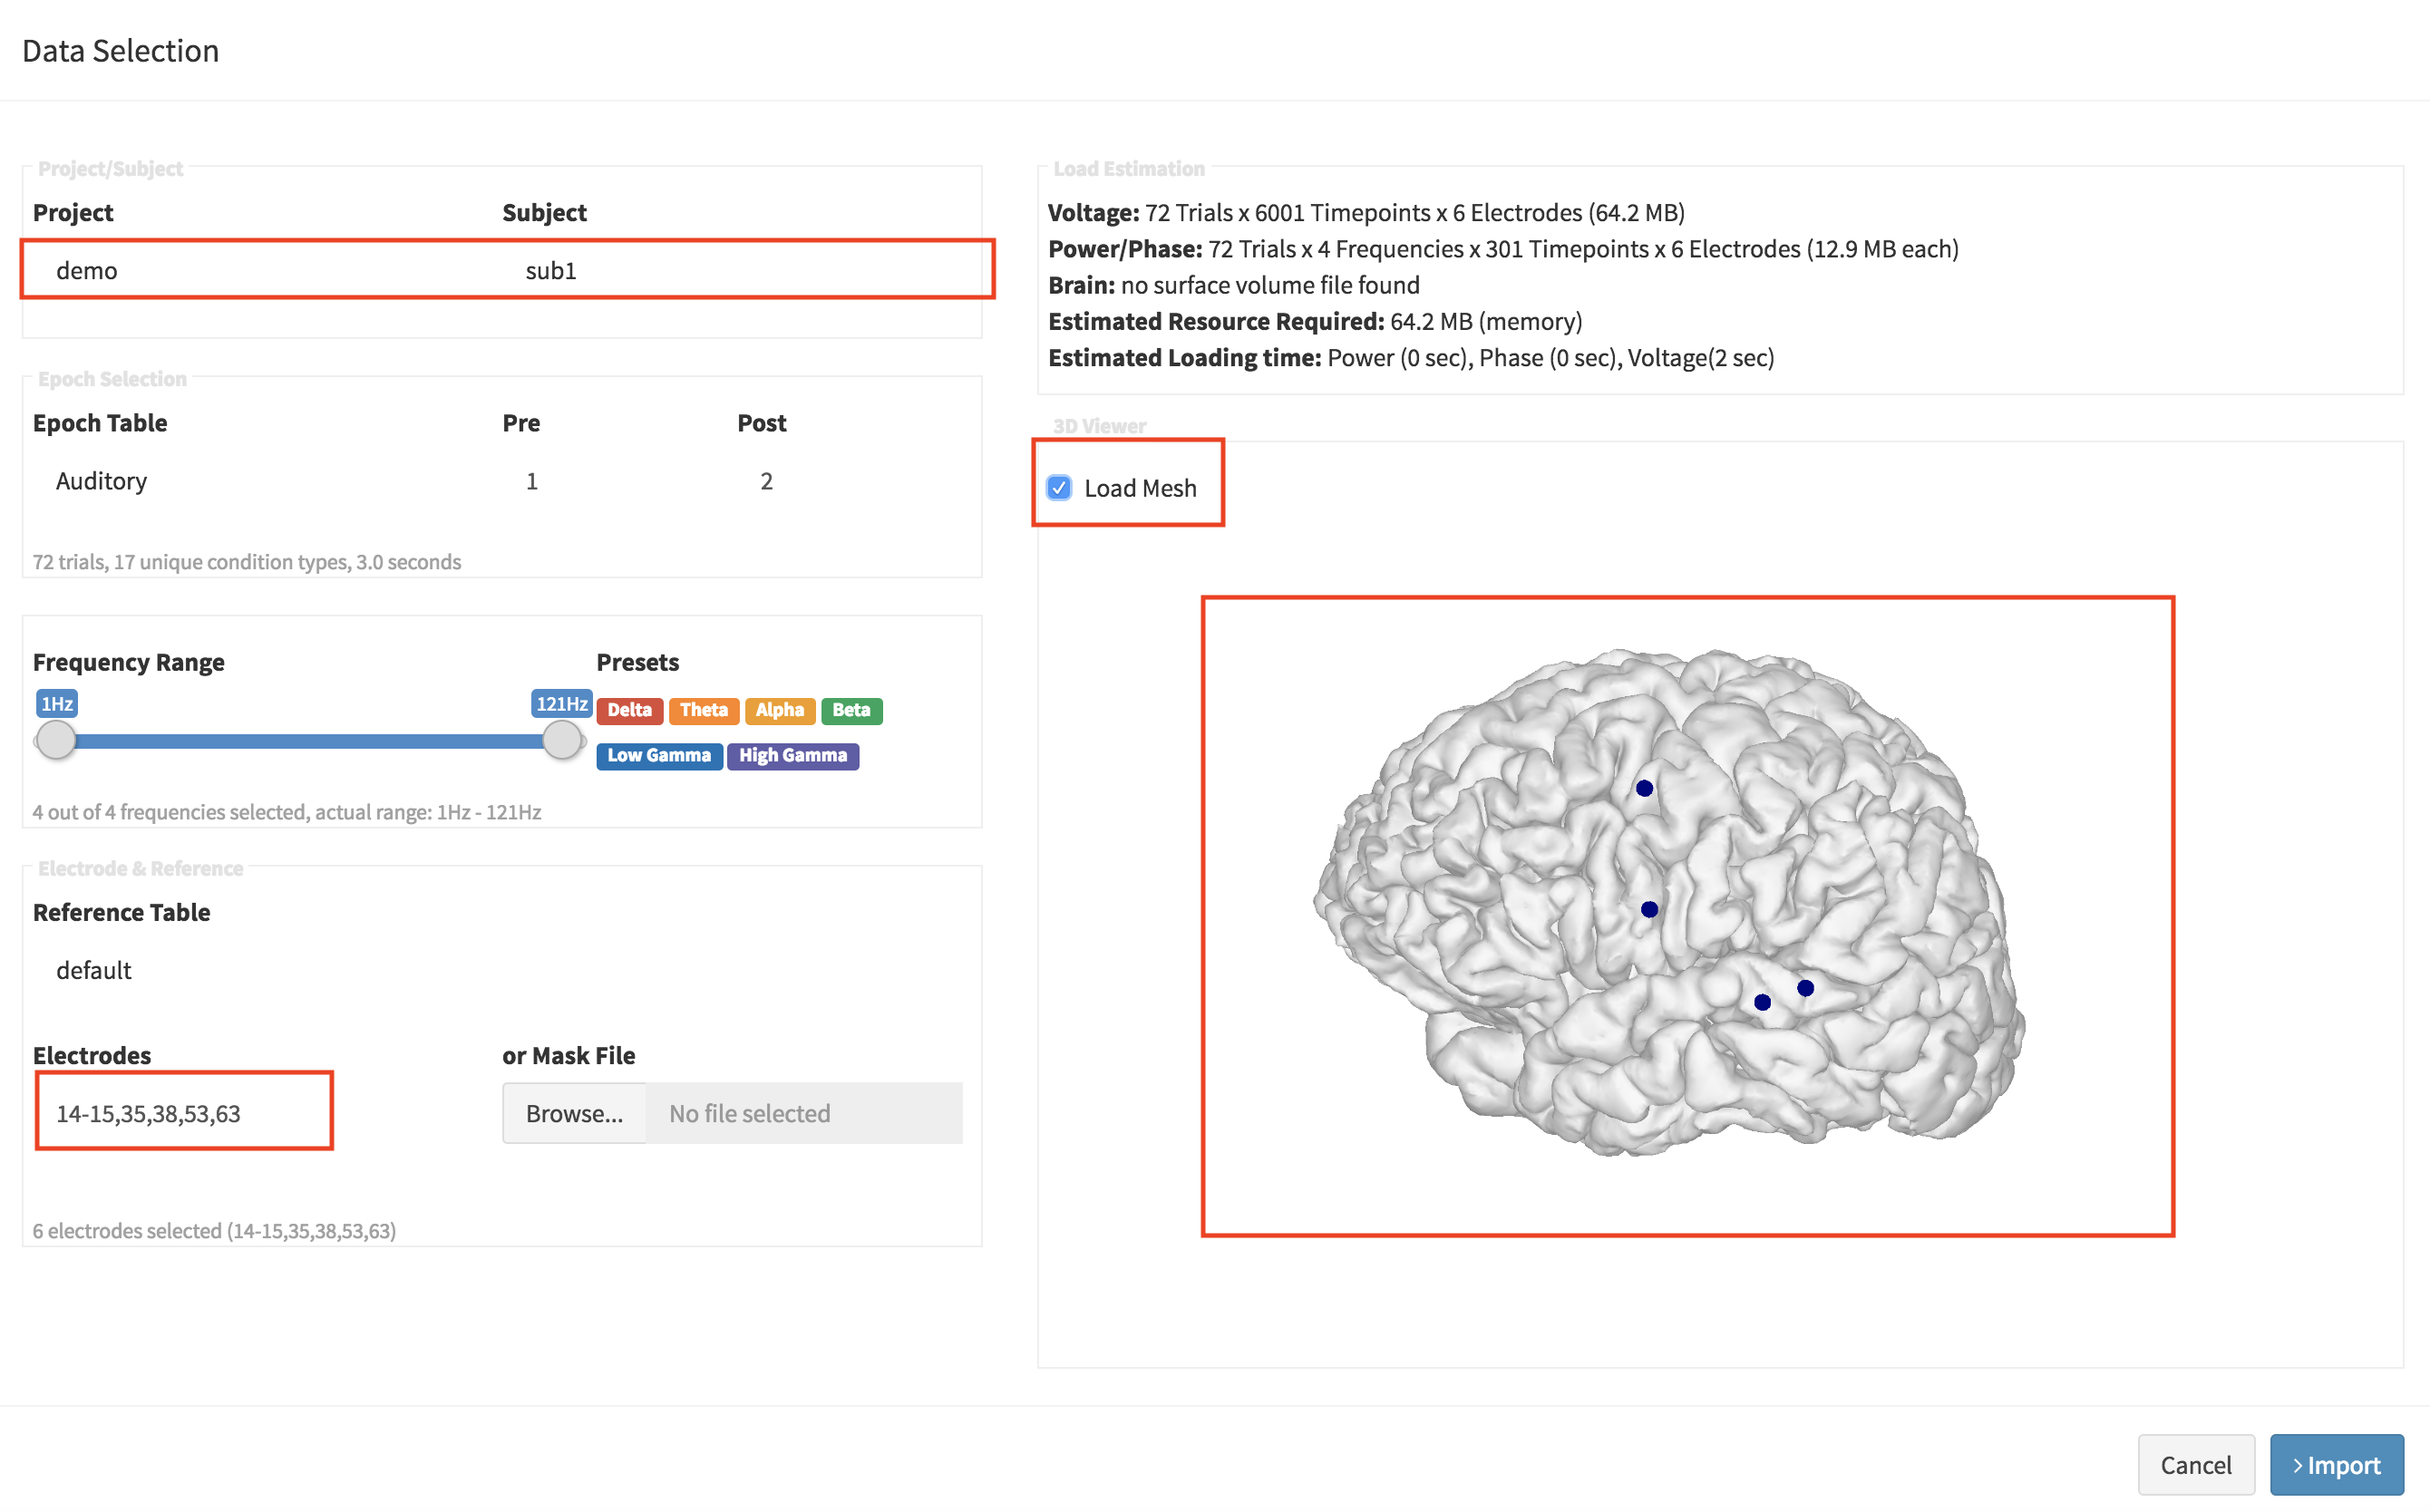 Data Selection
Project/Subject
Project Subject
demo sub1
Epoch Selection
Epoch Table Pre Post
Auditory 1 2
72 trials, 17 unique condition types, 3.0 seconds
Frequency Range Presets
1Hz 121Hz
Delta Theta Alpha Beta
Low Gamma High Gamma
4 out of 4 frequencies selected, actual range: 1Hz - 121Hz
Electrode & Reference
Reference Table
default
Electrodes or Mask File
14-15,35,38,53,63 Browse... No file selected
6 electrodes selected (14-15,35,38,53,63)
Load Estimation
Voltage: 72 Trials x 6001 Timepoints x 6 Electrodes (64.2 MB)
Power/Phase: 72 Trials x 4 Frequencies x 301 Timepoints x 6 Electrodes (12.9 MB each)
Brain: no surface volume file found
Estimated Resource Required: 64.2 MB (memory)
Estimated Loading time: Power (0 sec), Phase (0 sec), Voltage(2 sec)
3D Viewer
Load Mesh
Cancel > Import